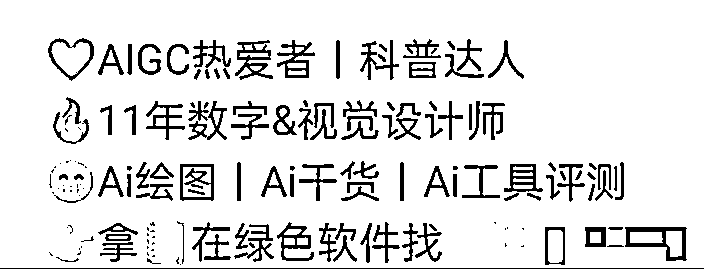 ♡AIGC热爱者丨科普达人
🔥11年数字&视觉设计师
😁Ai绘图丨Ai干货丨Ai工具评测
👉拿 在绿色软件找